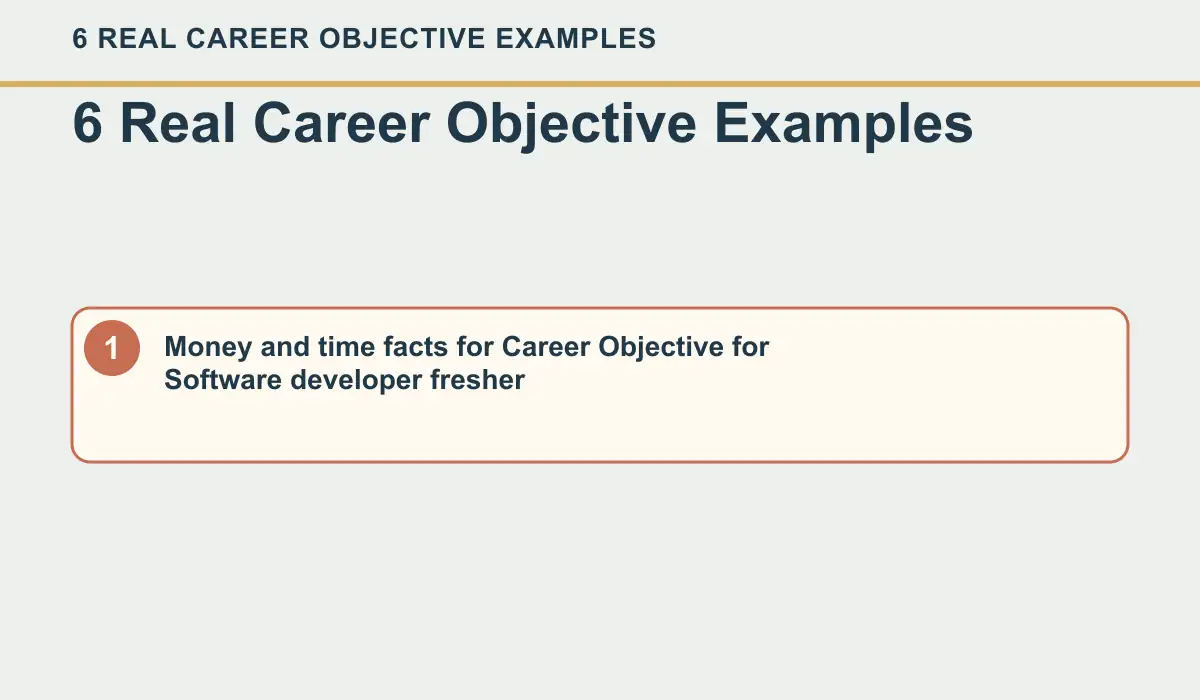 6 REAL CAREER OBJECTIVE EXAMPLES
6 Real Career Objective Examples
1
Money and time facts for Career Objective for
Software developer fresher